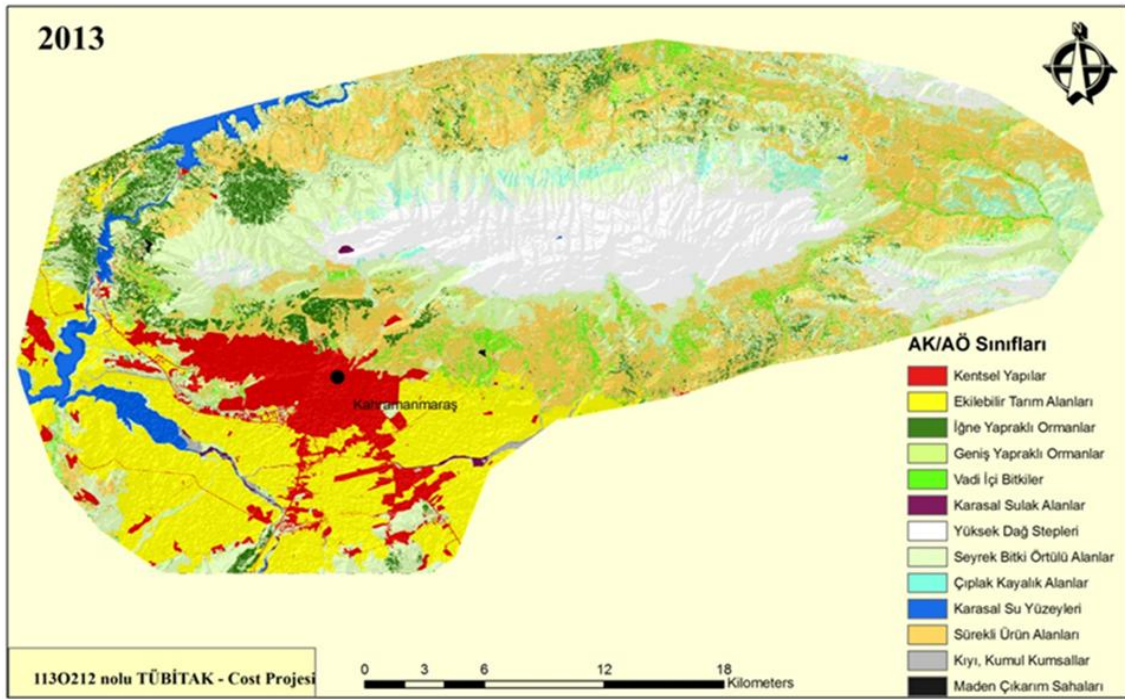 2013
N
Kahramanmaraş
AK/AÖ Sınıfları
Kentsel Yapılar
Ekilebilir Tarım Alanları
İğne Yapraklı Ormanlar
Geniş Yapraklı Ormanlar
Vadi İçi Bitkiler
Karasal Sulak Alanlar
Yüksek Dağ Stepleri
Seyrek Bitki Örtülü Alanlar
Çıplak Kayalık Alanlar
Karasal Su Yüzeyleri
Sürekli Ürün Alanları
Kıyı, Kumul Kumsallar
Maden Çıkarım Sahaları
113O212 nolu TÜBİTAK - Cost Projesi
0 3 6 12 18
Kilometers